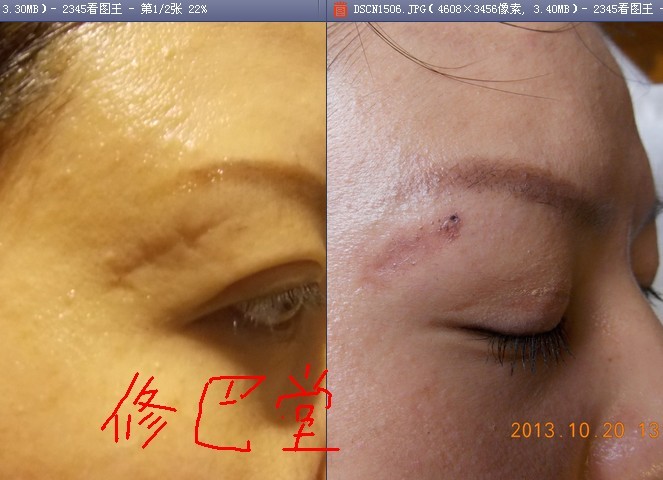 3.30MB) - 2345看图王 - 第1/2张 22%
DSCN1506.JPG(4608×3456像素, 3.40MB)- 2345看图王 -
修巴堂
2013.10.20 13